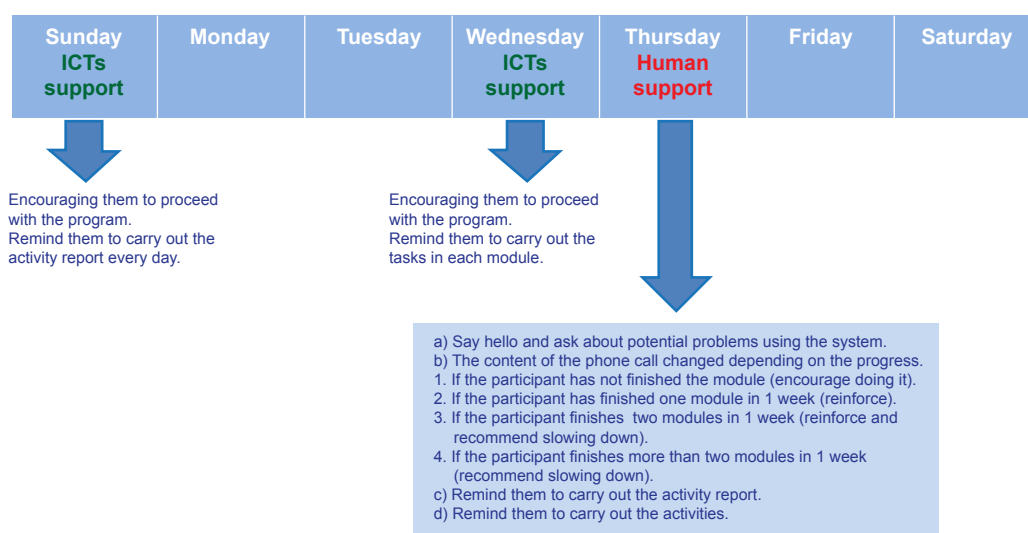 Sunday
ICTs
support
Monday
Tuesday
Wednesday
ICTs
support
Thursday
Human
support
Friday
Saturday
Encouraging them to proceed
with the program.
Remind them to carry out the
activity report every day.
Encouraging them to proceed
with the program.
Remind them to carry out the
tasks in each module.
a) Say hello and ask about potential problems using the system.
b) The content of the phone call changed depending on the progress.
1. If the participant has not finished the module (encourage doing it).
2. If the participant has finished one module in 1 week (reinforce).
3. If the participant finishes two modules in 1 week (reinforce and
recommend slowing down).
4. If the participant finishes more than two modules in 1 week
(recommend slowing down).
c) Remind them to carry out the activity report.
d) Remind them to carry out the activities.